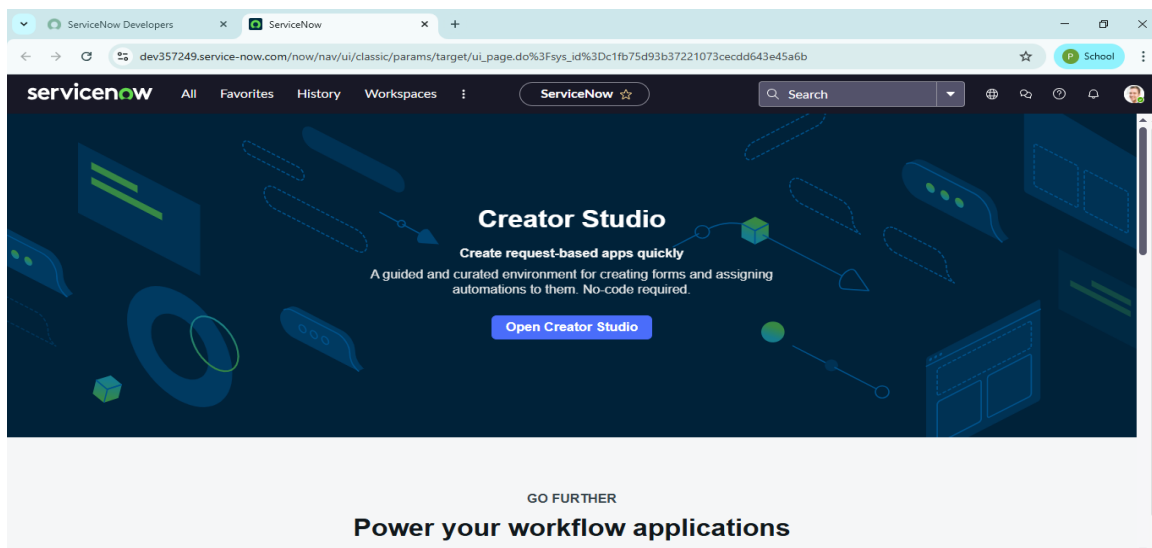 ServiceNow Developers
ServiceNow
dev357249.service-now.com/now/nav/ui/classic/params/target/ui_page.do%3Fsys_id%3Dc1fb75d93b37221073cecdd643e45a6b
P School
servicenow All Favorites History Workspaces ServiceNow Search
Creator Studio
Create request-based apps quickly
A guided and curated environment for creating forms and assigning
automations to them. No-code required.
Open Creator Studio
GO FURTHER
Power your workflow applications